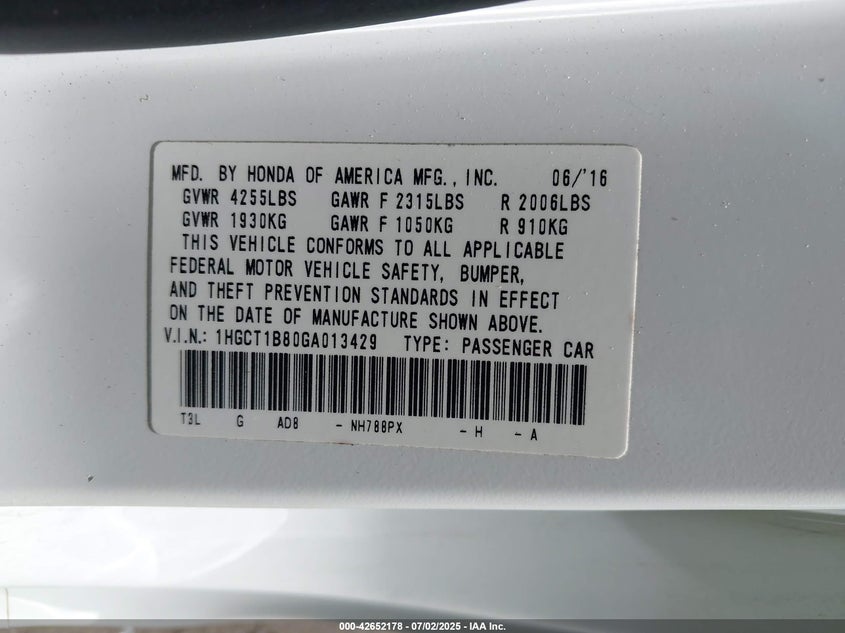 MFD. BY HONDA OF AMERICA MFG., INC. 06/'16
GVWR 4255LBS GAWR F 2315LBS R 2006LBS
GVWR 1930KG GAWR F 1050KG R 910KG
THIS VEHICLE CONFORMS TO ALL APPLICABLE
FEDERAL MOTOR VEHICLE SAFETY, BUMPER,
AND THEFT PREVENTION STANDARDS IN EFFECT
ON THE DATE OF MANUFACTURE SHOWN ABOVE.
V.I.N.: 1HGCT1B80GA013429 TYPE: PASSENGER CAR
T3L G AD8 - NH788PX - H - A
000-42652178 - 07/02/2025 - IAA Inc.